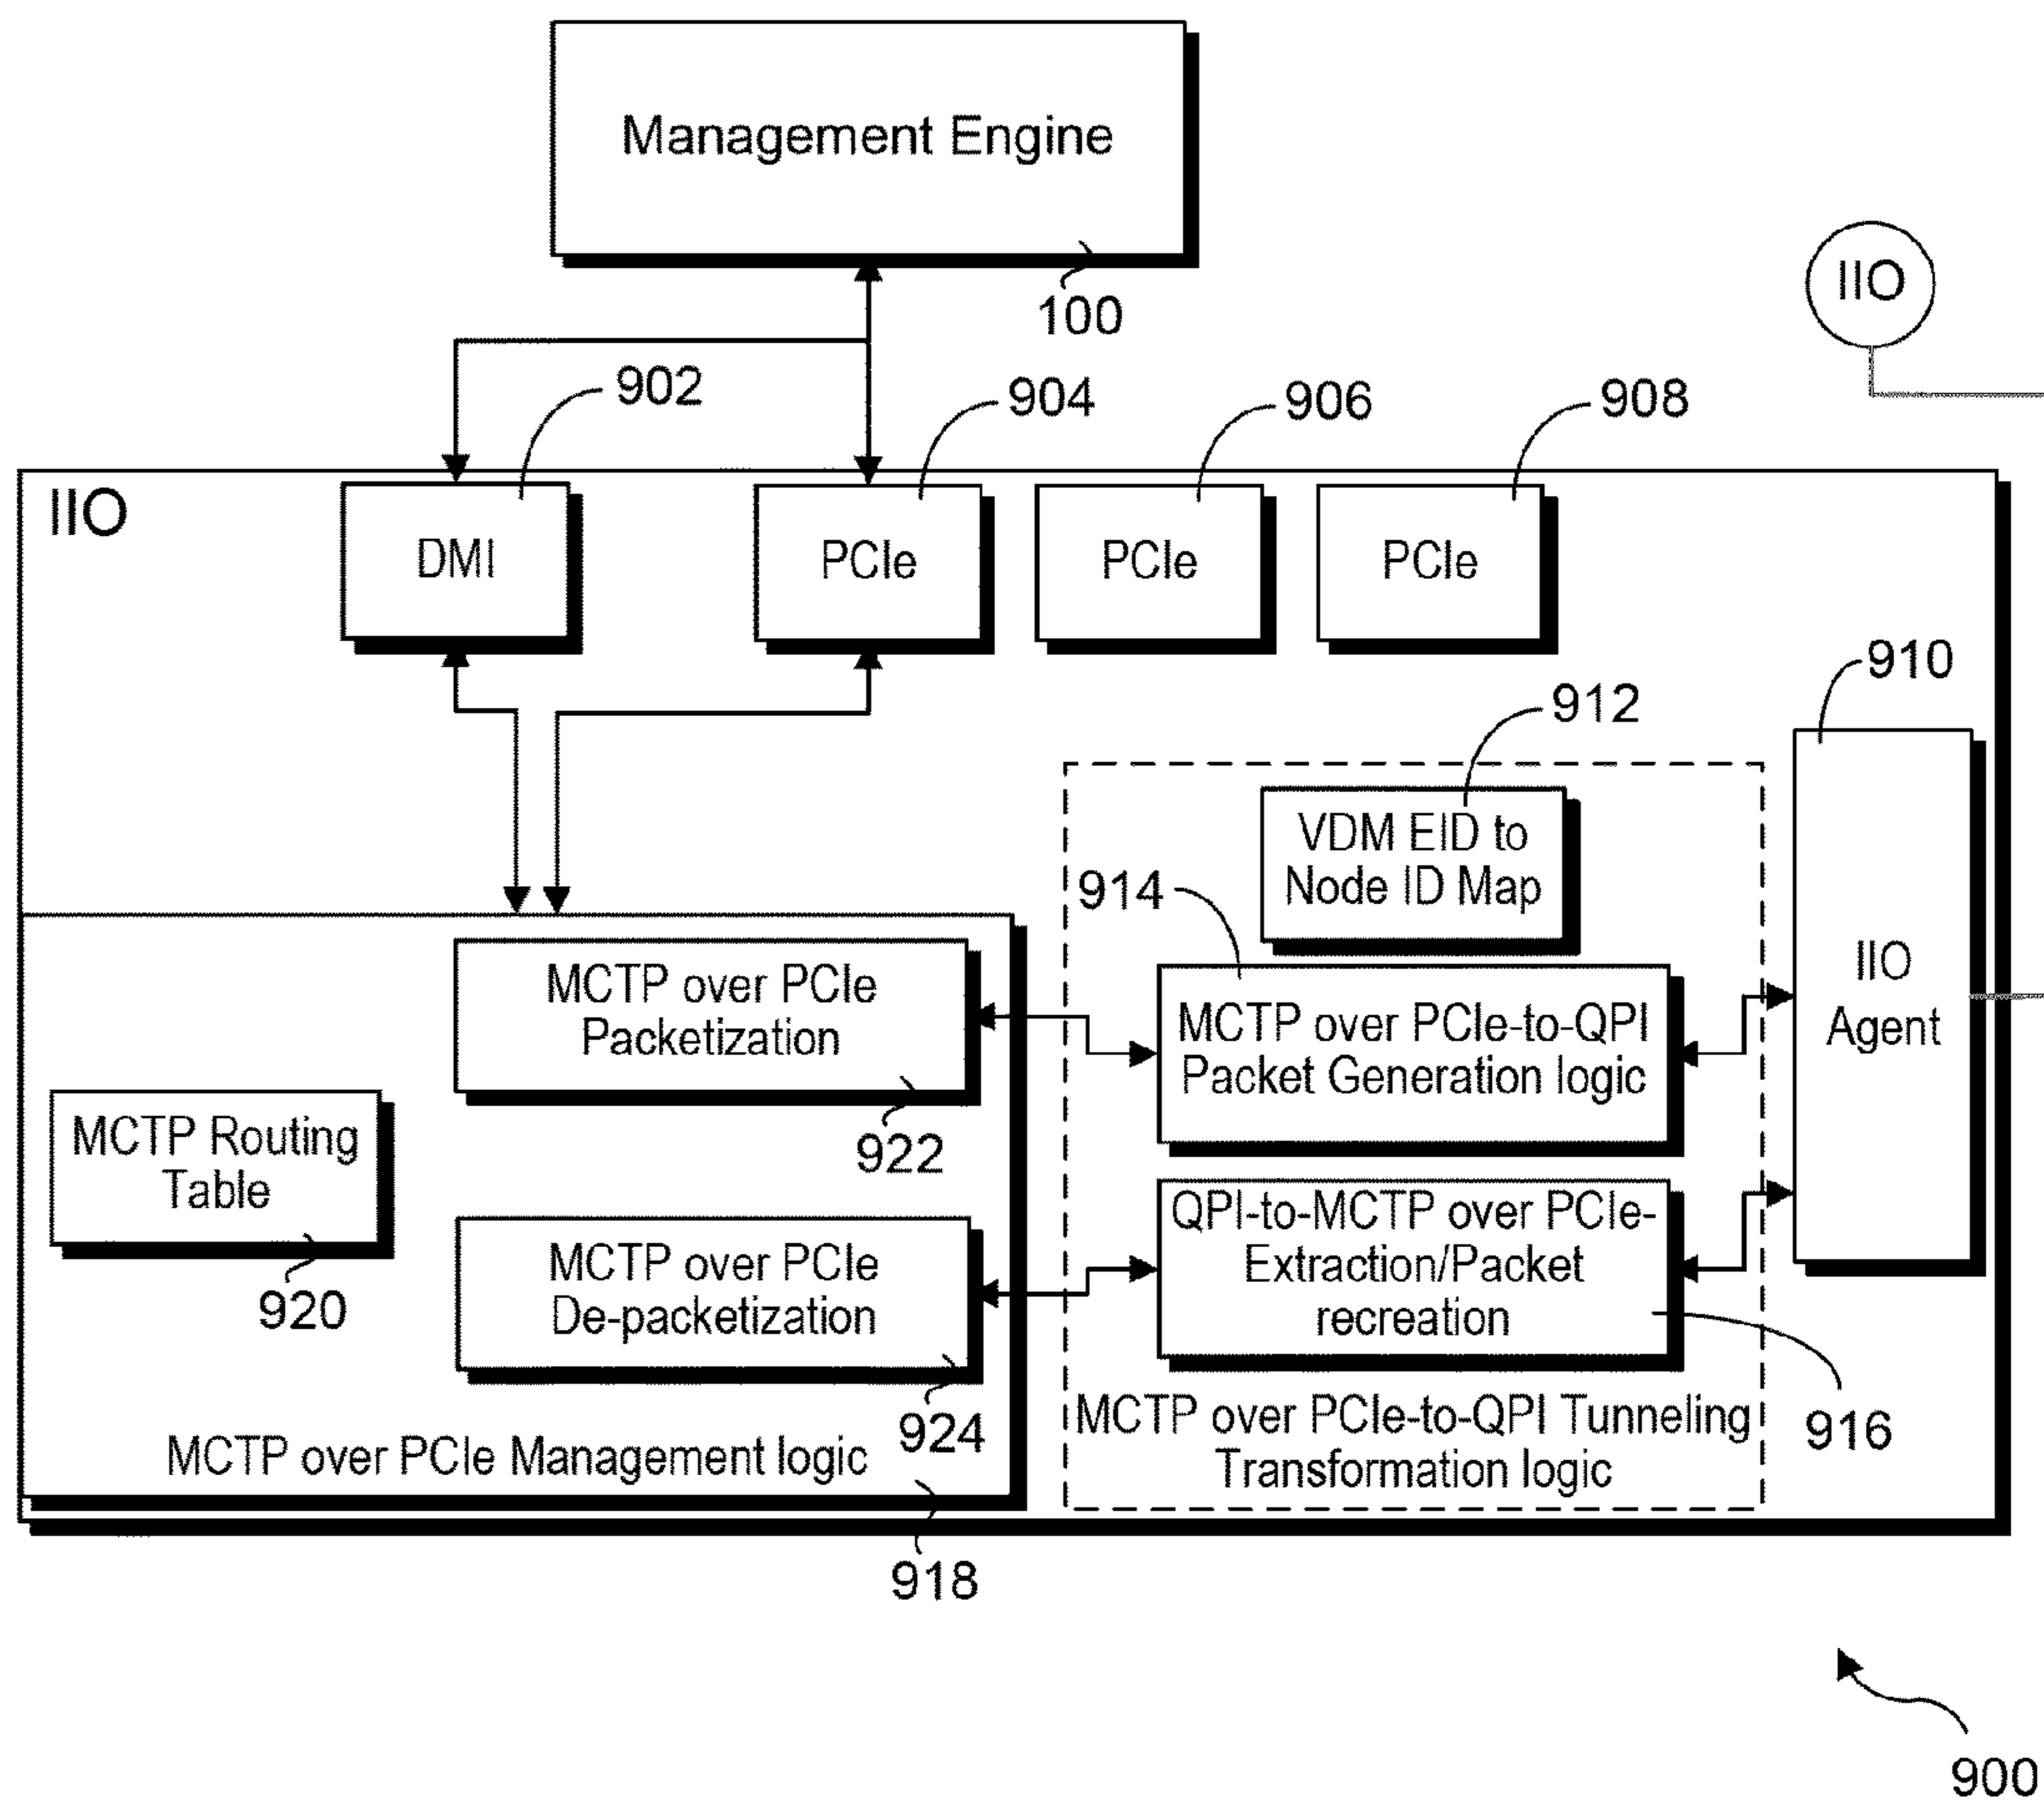 Management Engine
100
IIO
902
904
906
908
IIO
DMI
PCIe
PCIe
PCIe
910
912
VDM EID to
Node ID Map
914
IIO
Agent
MCTP over PCIe
Packetization
MCTP over PCIe-to-QPI
Packet Generation logic
922
MCTP Routing
Table
920
QPI-to-MCTP over PCIe-
Extraction/Packet
recreation
MCTP over PCIe
De-packetization
924
916
MCTP over PCIe Management logic
MCTP over PCIe-to-QPI Tunneling
Transformation logic
918
900